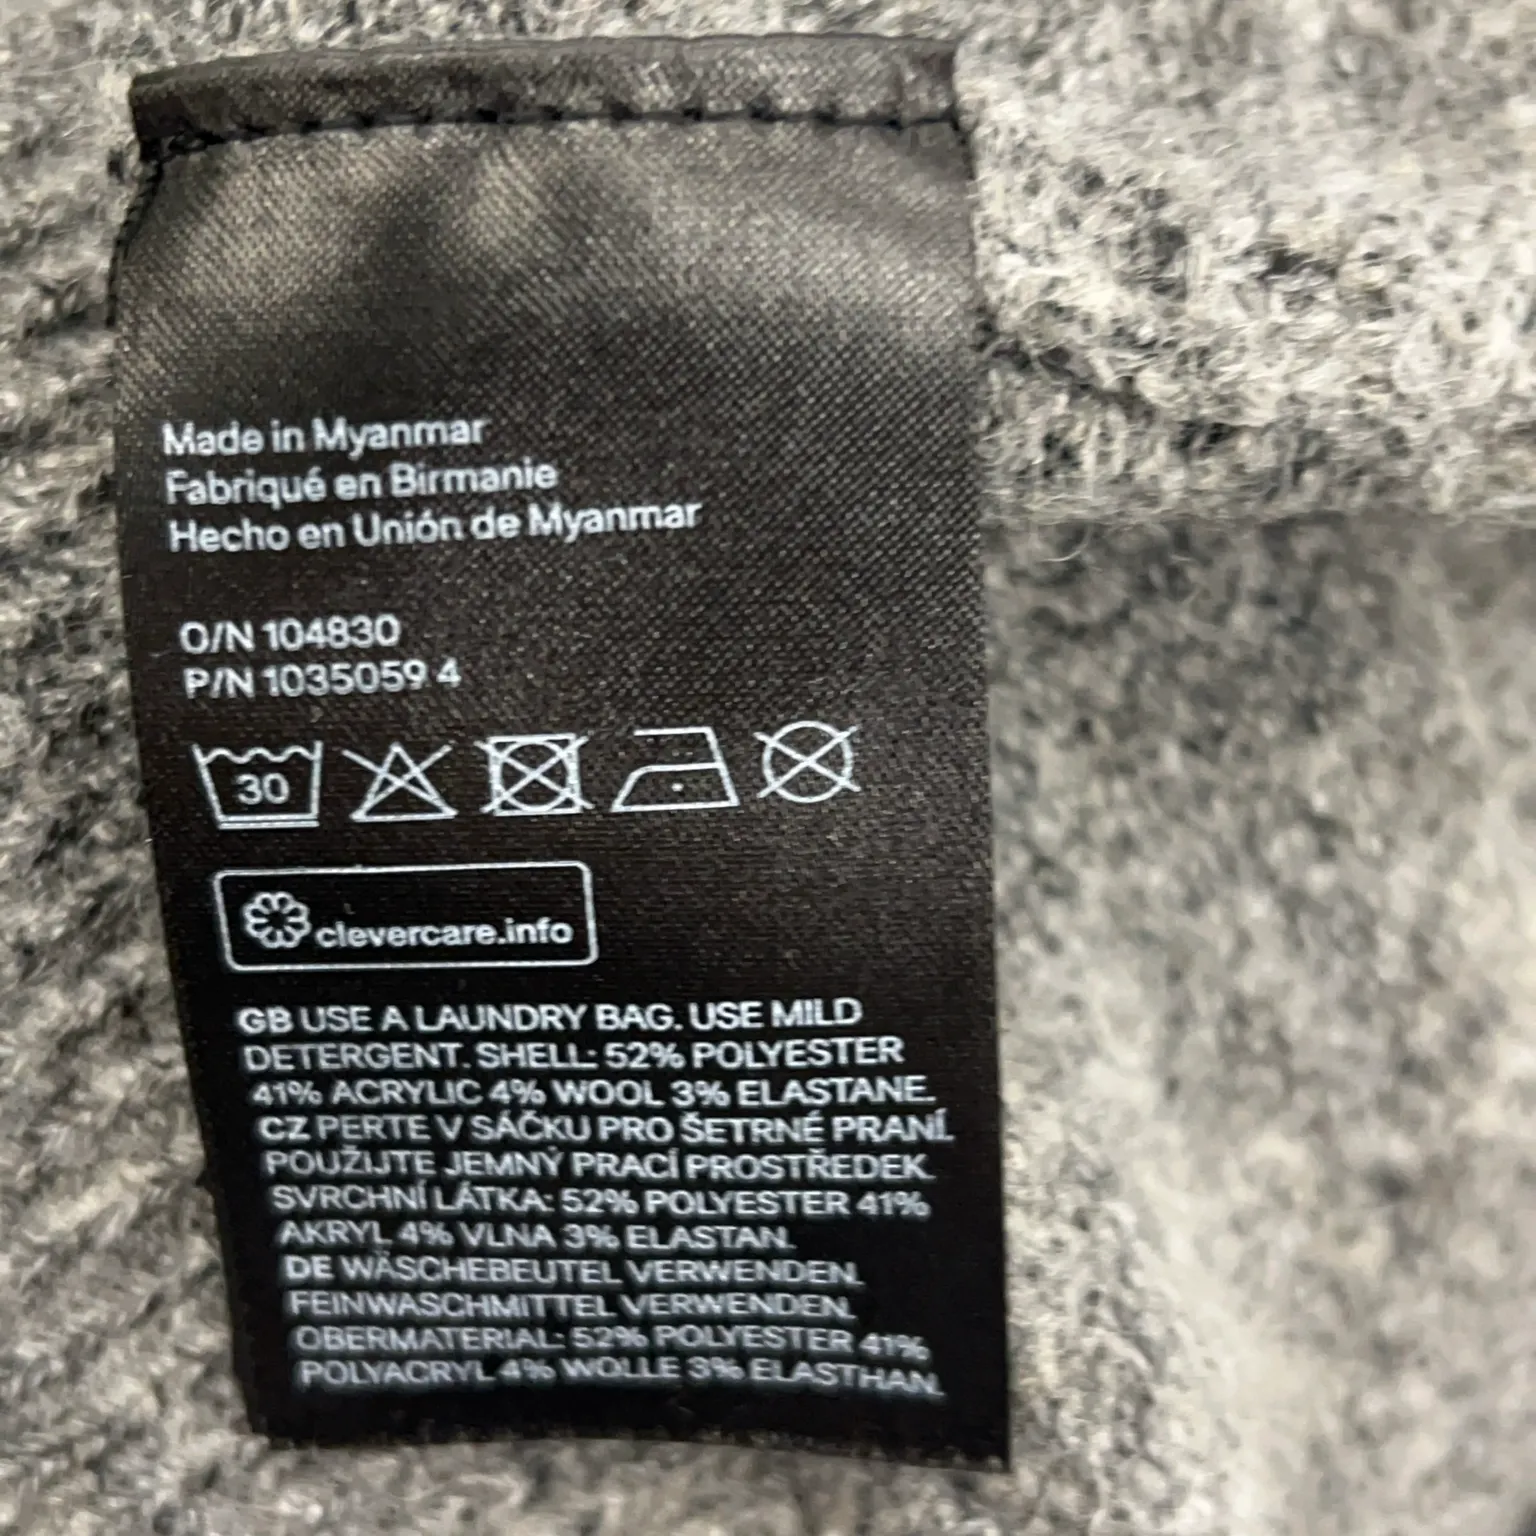 Made in Myanmar
Fabriqué en Birmanie
Hecho en Unión de Myanmar
O/N 104830
P/N 1035059 4
30
clevercare.info
GB USE A LAUNDRY BAG. USE MILD
DETERGENT. SHELL: 52% POLYESTER
41% ACRYLIC 4% WOOL 3% ELASTANE.
CZ PERTE V SÁČKU PRO ŠETRNÉ PRANÍ.
POUŽIJTE JEMNÝ PRACÍ PROSTŘEDEK.
SVRCHNÍ LÁTKA: 52% POLYESTER 41%
AKRYL 4% VLNA 3% ELASTAN.
DE WÄSCHEBEUTEL VERWENDEN.
FEINWASCHMITTEL VERWENDEN.
OBERMATERIAL: 52% POLYESTER 41%
POLYACRYL 4% WOLLE 3% ELASTHAN.